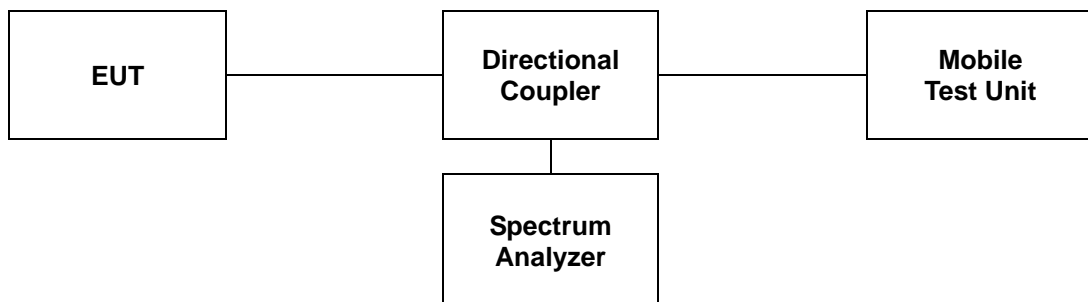 EUT
Directional
Coupler
Mobile
Test Unit
Spectrum
Analyzer